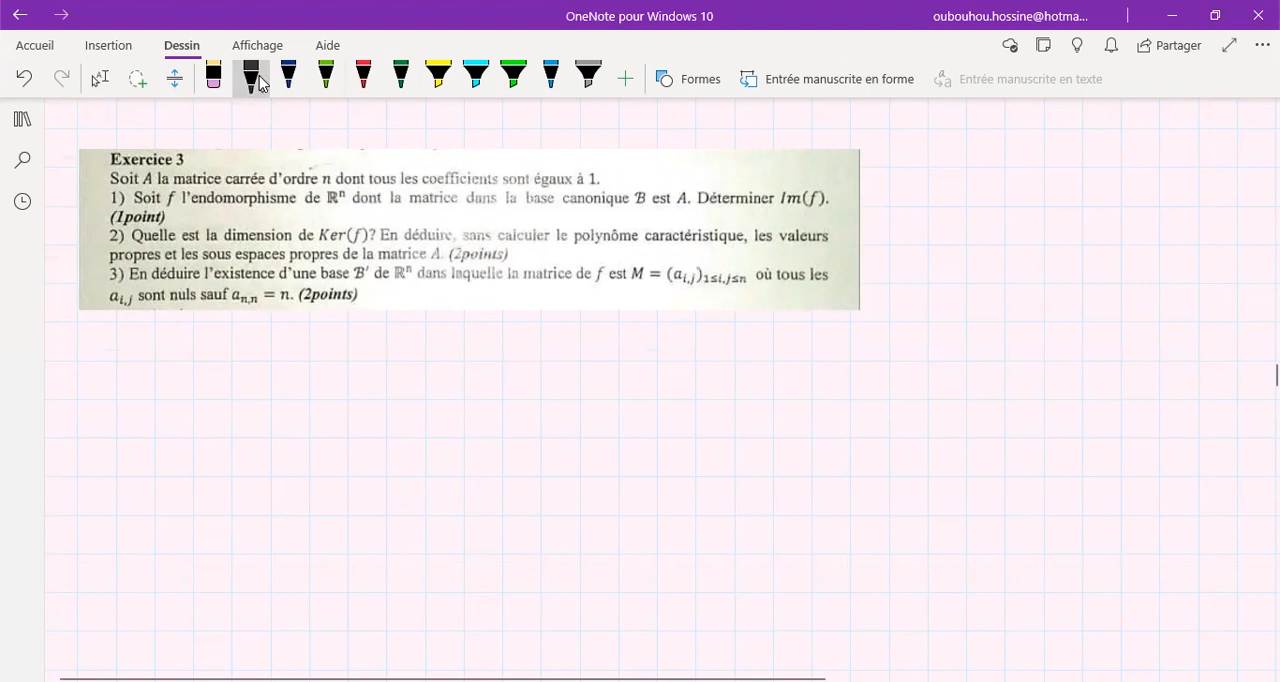 OneNote pour Windows 10
oubouhou.hossine@hotma...
Accueil Insertion Dessin Affichage Aide
Partager
Formes Entrée manuscrite en forme Entrée manuscrite en texte
Exercice 3
Soit A la matrice carrée d'ordre n dont tous les coefficients sont égaux à 1.
1) Soit f l'endomorphisme de ℝⁿ dont la matrice dans la base canonique ℬ est A. Déterminer Im(f).
(1point)
2) Quelle est la dimension de Ker(f)? En déduire, sans calculer le polynôme caractéristique, les valeurs
propres et les sous espaces propres de la matrice A. (2points)
3) En déduire l'existence d'une base ℬ' de ℝⁿ dans laquelle la matrice de f est M = (a_{i,j})_{1≤i,j≤n} où tous les
a_{i,j} sont nuls sauf a_{n,n} = n. (2points)